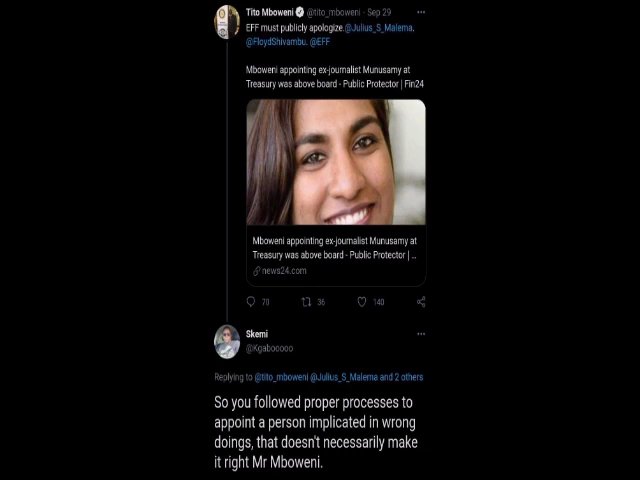 Tito Mboweni @tito_mboweni · Sep 29
EFF must publicly apologize.@Julius_S_Malema.
@FloydShivambu. @EFF
Mboweni appointing ex-journalist Munusamy at
Treasury was above board - Public Protector | Fin24
Mboweni appointing ex-journalist Munusamy at
Treasury was above board - Public Protector | ..
news24.com
70 36 140
Skemi
@Kgabooooo
Replying to @tito_mboweni @Julius_S_Malema and 2 others
So you followed proper processes to
appoint a person implicated in wrong
doings, that doesn't necessarily make
it right Mr Mboweni.